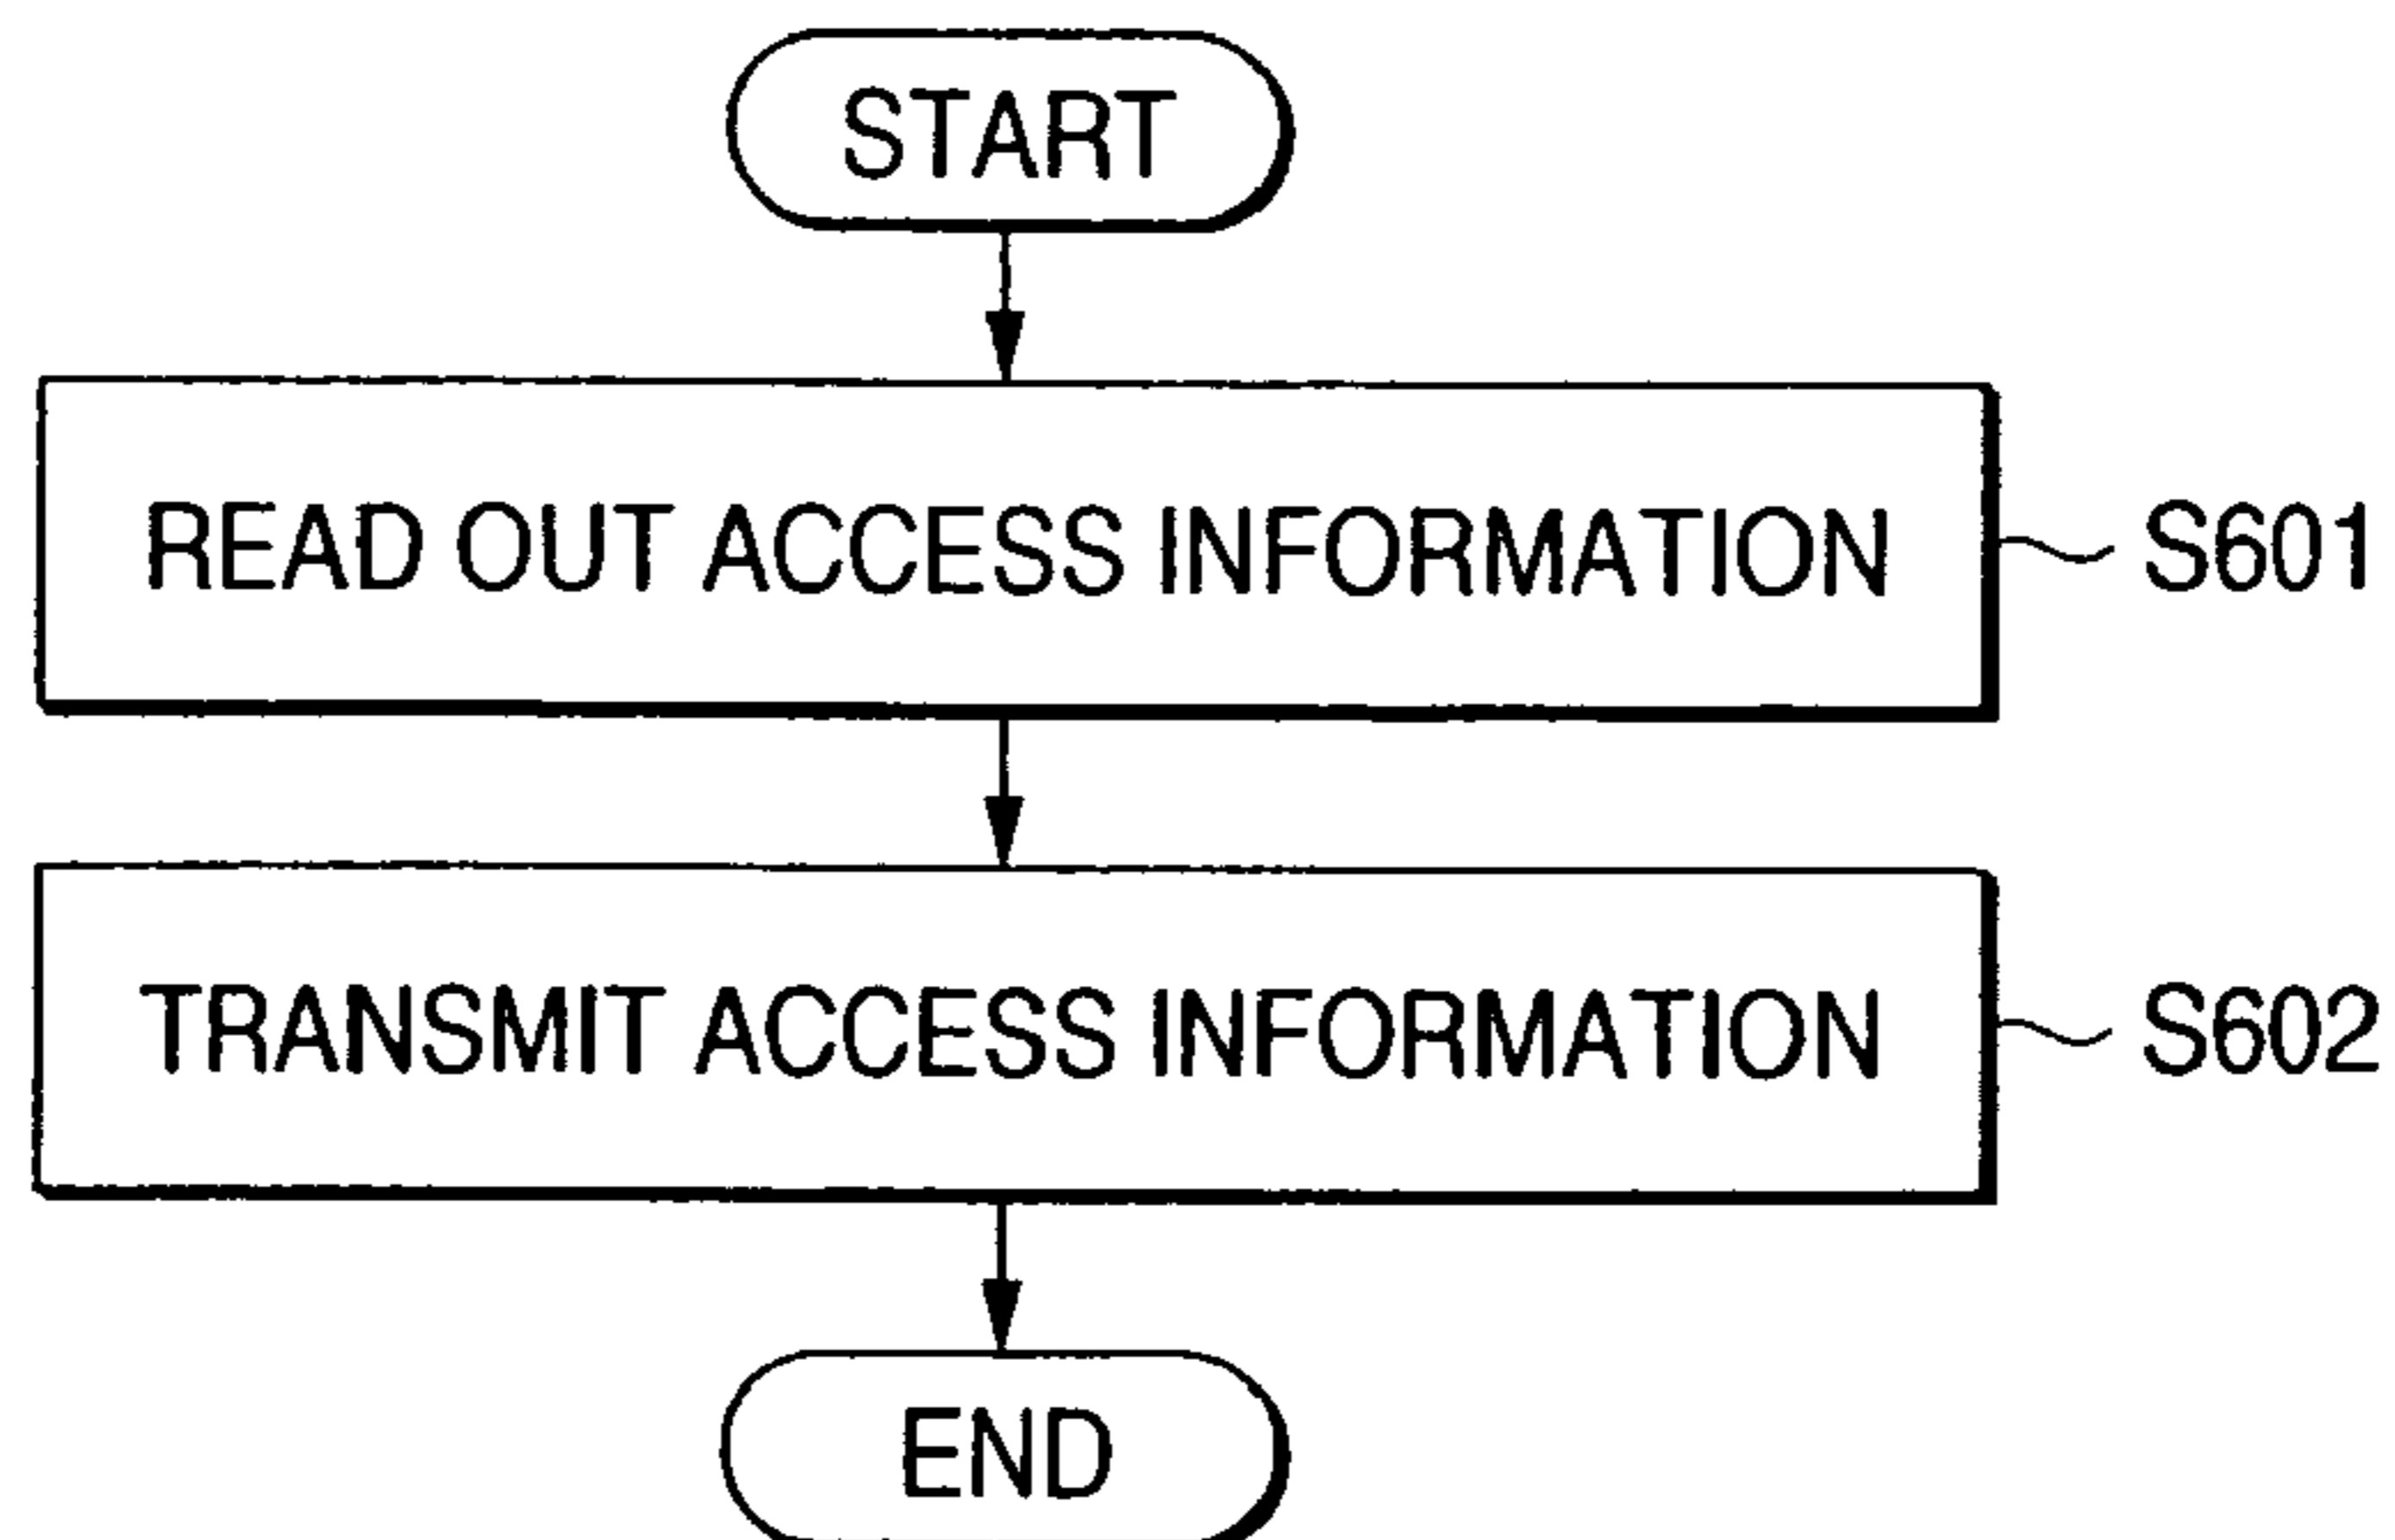 START
READ OUT ACCESS INFORMATION
S601
TRANSMIT ACCESS INFORMATION
S602
END